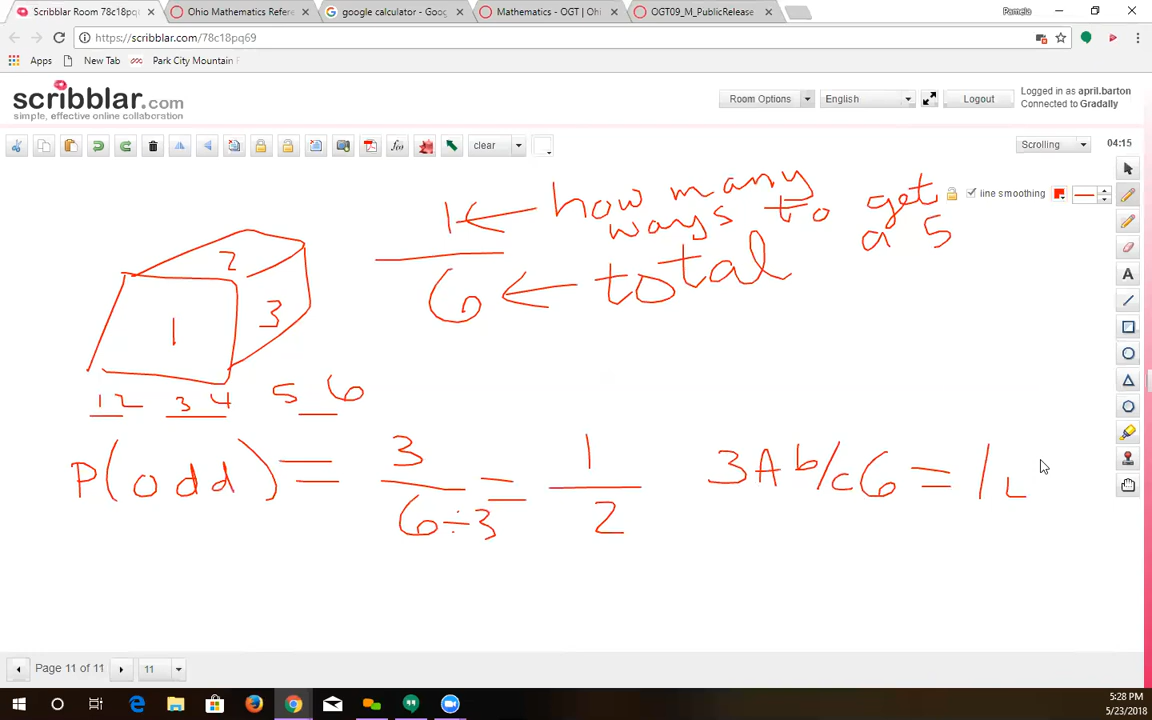 Scribblar Room 78c18pq
Ohio Mathematics Refere
google calculator - Goog
Mathematics - OGT | Ohi
OGT09_M_PublicRelease
Pamela
https://scribblar.com/78c18pq69
Apps
New Tab
Park City Mountain
scribblar.com
simple, effective online collaboration
Room Options
English
Logout
Logged in as april.barton
Connected to Gradally
clear
Scrolling
04:15
line smoothing
1 ← how many
ways to get
a 5
6 ← total
2
1 3
1 2 3 4 5 6
P(odd) = 3/6÷3 = 1/2 3Ab/c6 = 1⌟
Page 11 of 11
11
5:28 PM
5/23/2018